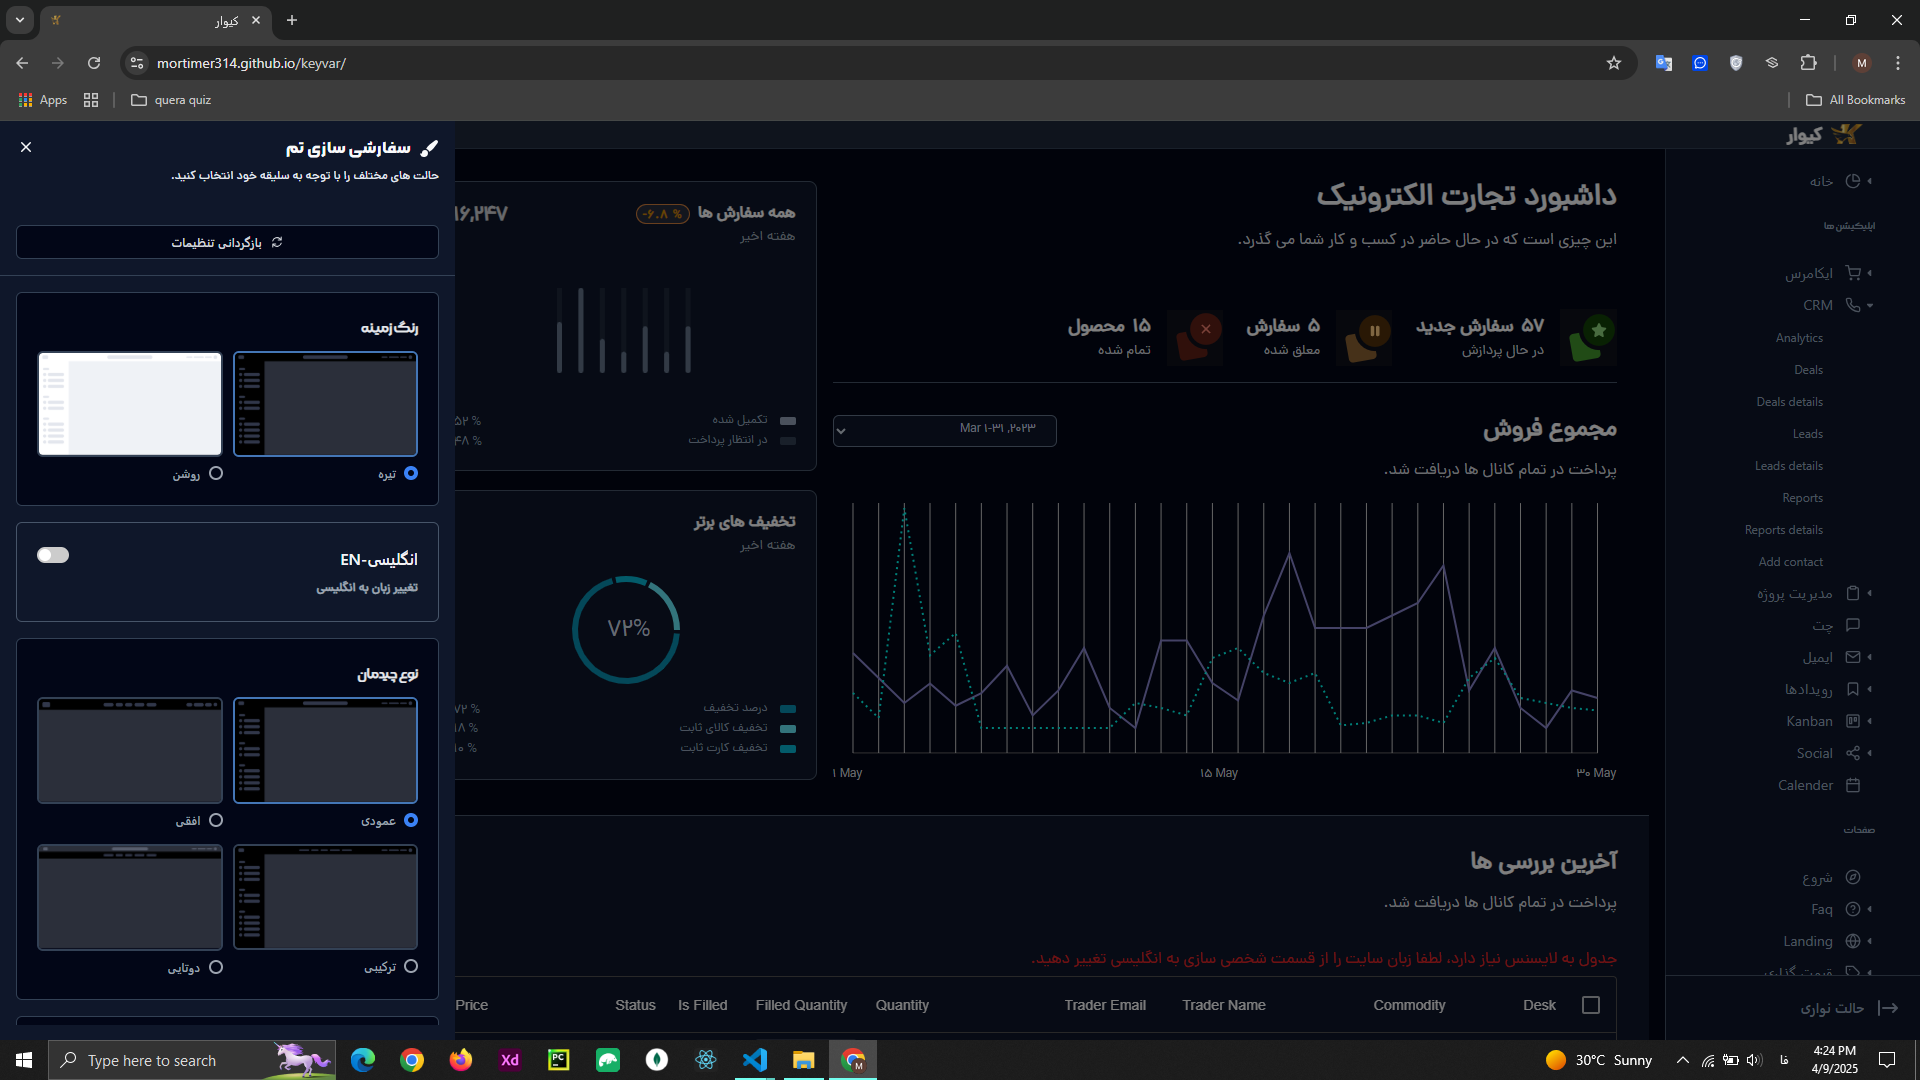 کیوار
mortimer314.github.io/keyvar/
M
Apps
quera quiz
All Bookmarks
سفارشی سازی تم
حالت های مختلف را با توجه به سلیقه خود انتخاب کنید.
بازگردانی تنظیمات
رنگ زمینه
تیره
روشن
انگلیسی-EN
تغییر زبان به انگلیسی
نوع چیدمان
عمودی
افقی
ترکیبی
دوتایی
کیوار
خانه
اپلیکیشن ها
ایکامرس
CRM
Analytics
Deals
Deals details
Leads
Leads details
Reports
Reports details
Add contact
مدیریت پروژه
چت
ایمیل
رویدادها
Kanban
Social
Calender
صفحات
شروع
Faq
Landing
قیمت گذاری
حالت نواری
داشبورد تجارت الکترونیک
این چیزی است که در حال حاضر در کسب و کار شما می گذرد.
۵۷ سفارش جدید
در حال پردازش
۵ سفارش
معلق شده
۱۵ محصول
تمام شده
مجموع فروش
پرداخت در تمام کانال ها دریافت شد.
Mar ۱-۳۱, ۲۰۲۳
۱ May
۱۵ May
۳۰ May
همه سفارش ها
-۶.۸ %
۱۶,۲۴۷
هفته اخیر
تکمیل شده
۵۲ %
در انتظار پرداخت
۴۸ %
تخفیف های برتر
هفته اخیر
۷۲%
درصد تخفیف
۷۲ %
تخفیف کالای ثابت
۱۸ %
تخفیف کارت ثابت
۱۰ %
آخرین بررسی ها
پرداخت در تمام کانال ها دریافت شد.
جدول به لایسنس نیاز دارد، لطفا زبان سایت را از قسمت شخصی سازی به انگلیسی تغییر دهید.
Price
Status
Is Filled
Filled Quantity
Quantity
Trader Email
Trader Name
Commodity
Desk
Type here to search
Xd
PC
M
30°C Sunny
فا
4:24 PM
4/9/2025